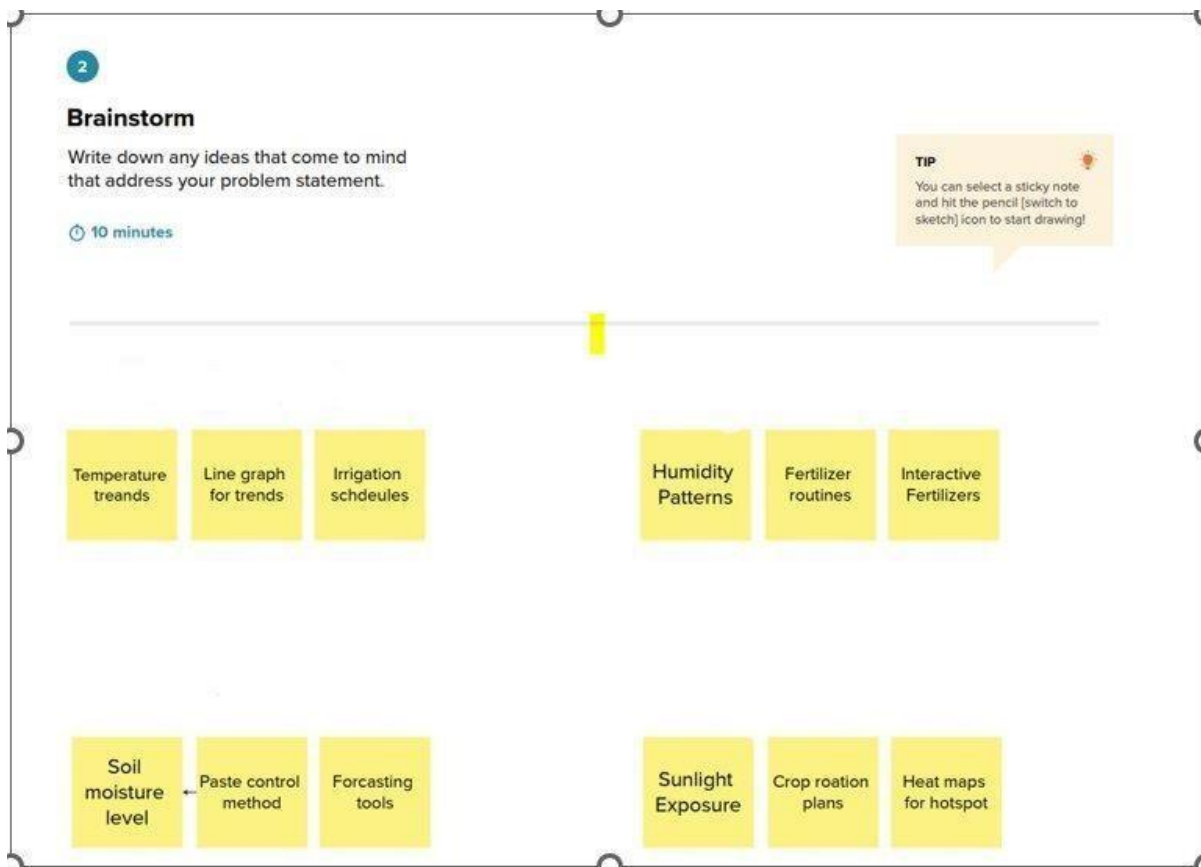 2
Brainstorm
Write down any ideas that come to mind
that address your problem statement.
10 minutes
TIP
You can select a sticky note
and hit the pencil [switch to
sketch] icon to start drawing!
Temperature
treands
Line graph
for trends
Irrigation
schdeules
Humidity
Patterns
Fertilizer
routines
Interactive
Fertilizers
Soil
moisture
level
Paste control
method
Forcasting
tools
Sunlight
Exposure
Crop roation
plans
Heat maps
for hotspot